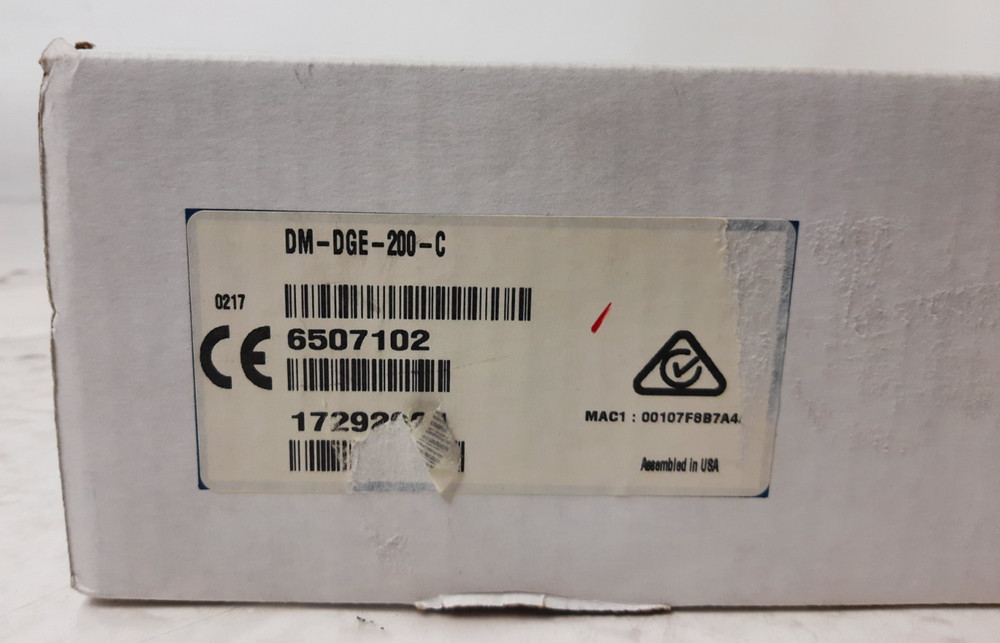 DM-DGE-200-C
0217
CE
6507102
MAC1 : 00107F8B7A4
Assembled in USA